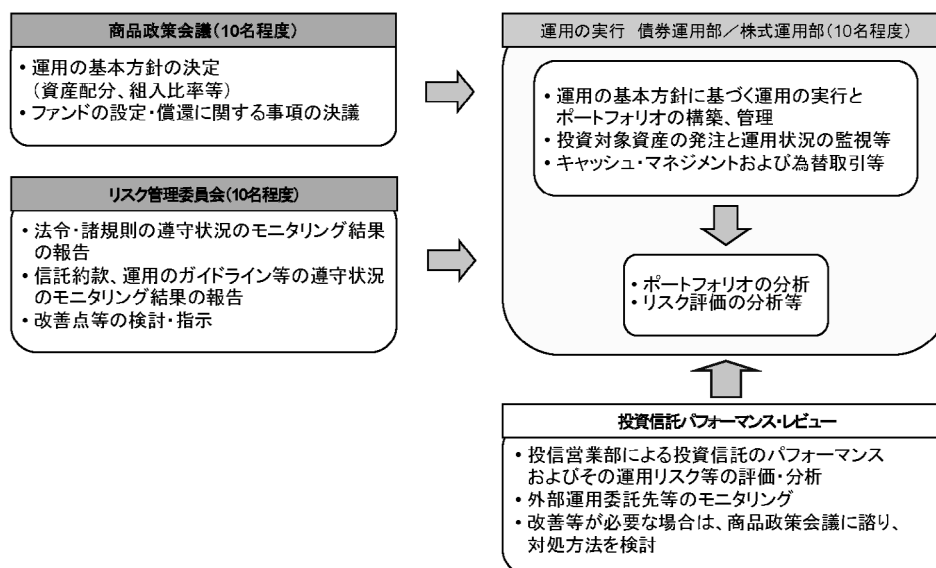 商品政策会議(10名程度)
• 運用の基本方針の決定
(資産配分、組入比率等)
• ファンドの設定・償還に関する事項の決議
リスク管理委員会(10名程度)
• 法令・諸規則の遵守状況のモニタリング結果
の報告
• 信託約款、運用のガイドライン等の遵守状況
のモニタリング結果の報告
• 改善点等の検討・指示
運用の実行 債券運用部/株式運用部(10名程度)
• 運用の基本方針に基づく運用の実行と
ポートフォリオの構築、管理
• 投資対象資産の発注と運用状況の監視等
• キャッシュ・マネジメントおよび為替取引等
• ポートフォリオの分析
• リスク評価の分析等
投資信託パフォーマンス・レビュー
• 投信営業部による投資信託のパフォーマンス
およびその運用リスク等の評価・分析
• 外部運用委託先等のモニタリング
• 改善等が必要な場合は、商品政策会議に諮り、
対処方法を検討